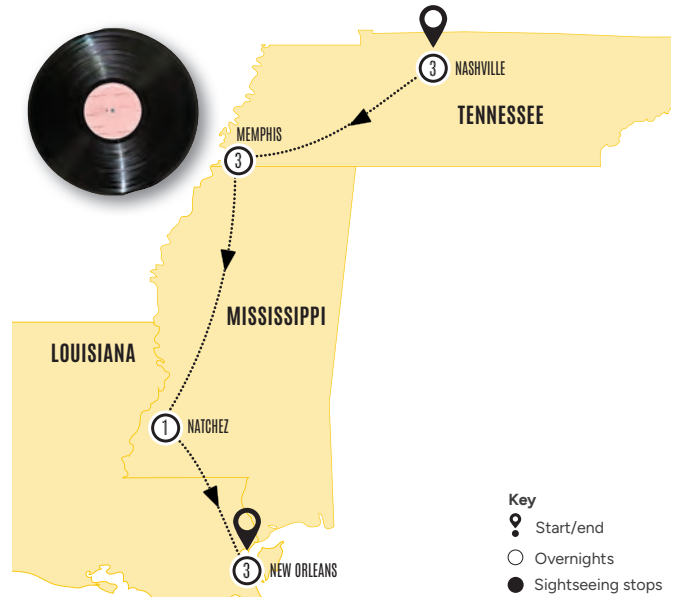 3 NASHVILLE
TENNESSEE
MEMPHIS
3
MISSISSIPPI
LOUISIANA
1 NATCHEZ
3 NEW ORLEANS
Key
Start/end
Overnights
Sightseeing stops